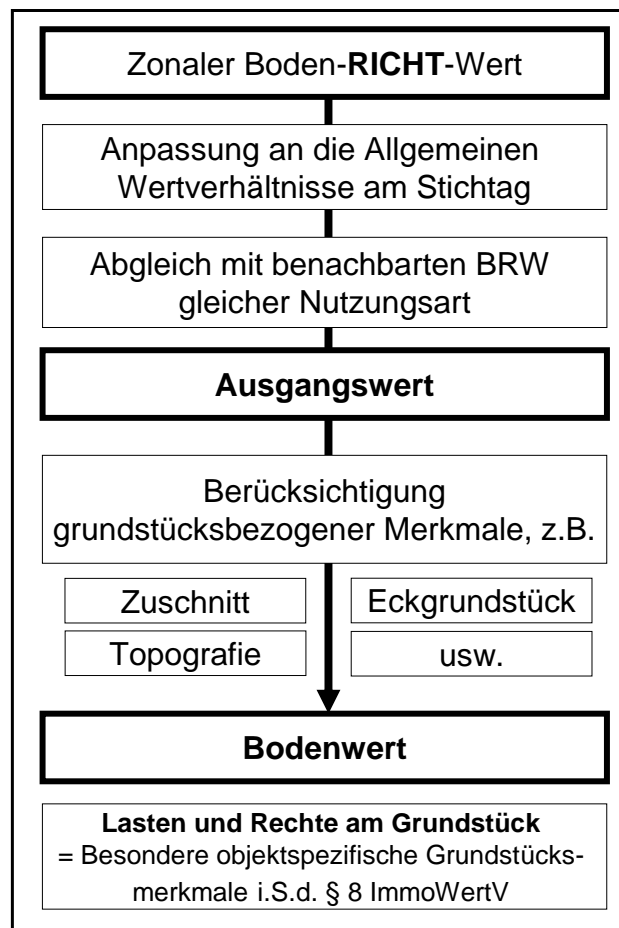 Zonaler Boden-RICHT-Wert
Anpassung an die Allgemeinen
Wertverhältnisse am Stichtag
Abgleich mit benachbarten BRW
gleicher Nutzungsart
Ausgangswert
Berücksichtigung
grundstücksbezogener Merkmale, z.B.
Zuschnitt
Eckgrundstück
Topografie
usw.
Bodenwert
Lasten und Rechte am Grundstück
= Besondere objektspezifische Grundstücks-
merkmale i.S.d. § 8 ImmoWertV